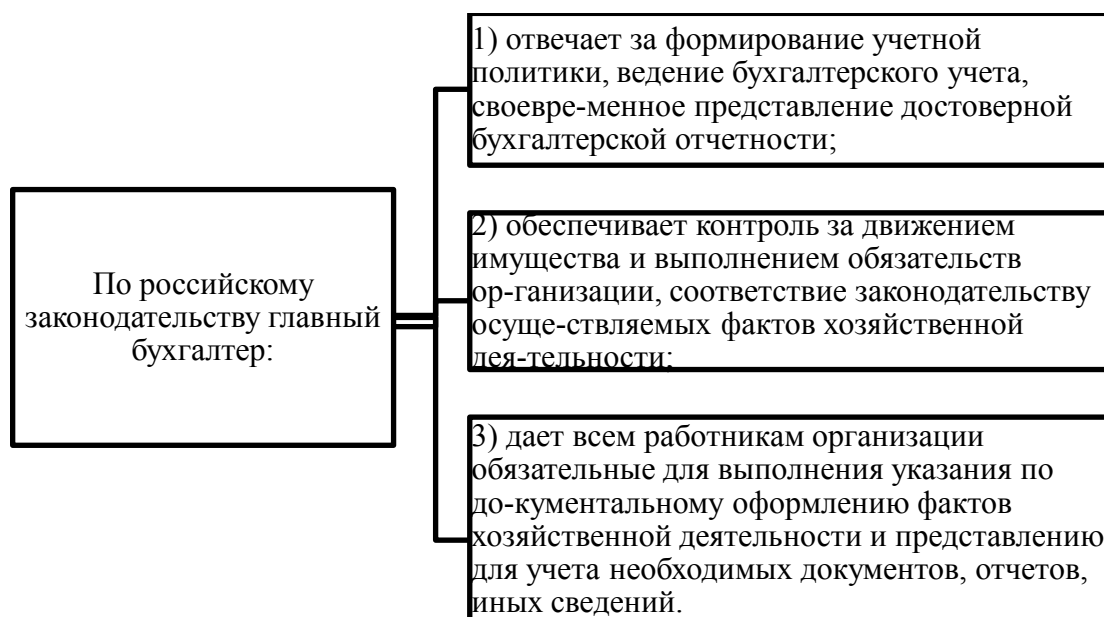 По российскому
законодательству главный
бухгалтер:
1) отвечает за формирование учетной
политики, ведение бухгалтерского учета,
своевре-менное представление достоверной
бухгалтерской отчетности;
2) обеспечивает контроль за движением
имущества и выполнением обязательств
ор-ганизации, соответствие законодательству
осуще-ствляемых фактов хозяйственной
дея-тельности;
3) дает всем работникам организации
обязательные для выполнения указания по
до-кументальному оформлению фактов
хозяйственной деятельности и представлению
для учета необходимых документов, отчетов,
иных сведений.